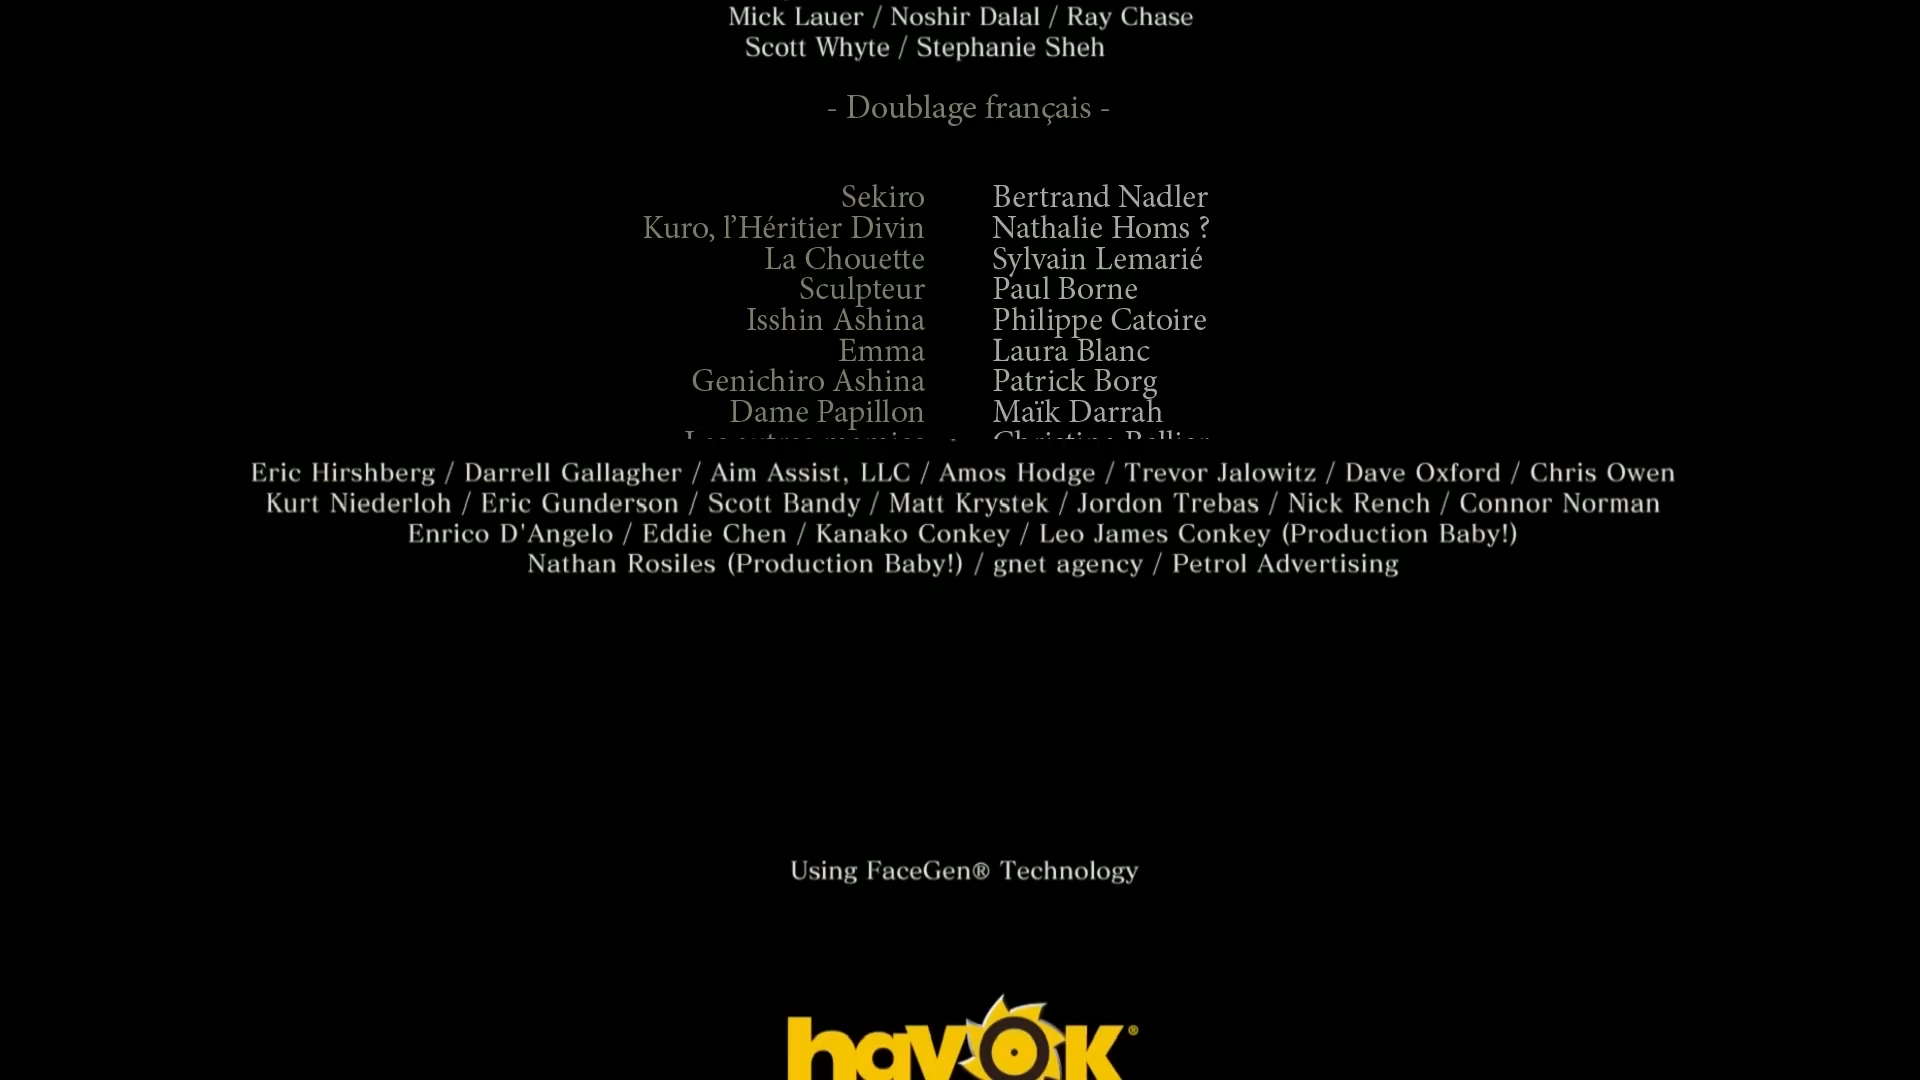 Mick Lauer / Noshir Dalal / Ray Chase
Scott Whyte / Stephanie Sheh
- Doublage français -
Sekiro Bertrand Nadler
Kuro, l’Héritier Divin Nathalie Homs ?
La Chouette Sylvain Lemarié
Sculpteur Paul Borne
Isshin Ashina Philippe Catoire
Emma Laura Blanc
Genichiro Ashina Patrick Borg
Dame Papillon Maïk Darrah
Christine Bellier
Eric Hirshberg / Darrell Gallagher / Aim Assist, LLC / Amos Hodge / Trevor Jalowitz / Dave Oxford / Chris Owen
Kurt Niederloh / Eric Gunderson / Scott Bandy / Matt Krystek / Jordon Trebas / Nick Rench / Connor Norman
Enrico D'Angelo / Eddie Chen / Kanako Conkey / Leo James Conkey (Production Baby!)
Nathan Rosiles (Production Baby!) / gnet agency / Petrol Advertising
Using FaceGen® Technology
havok®